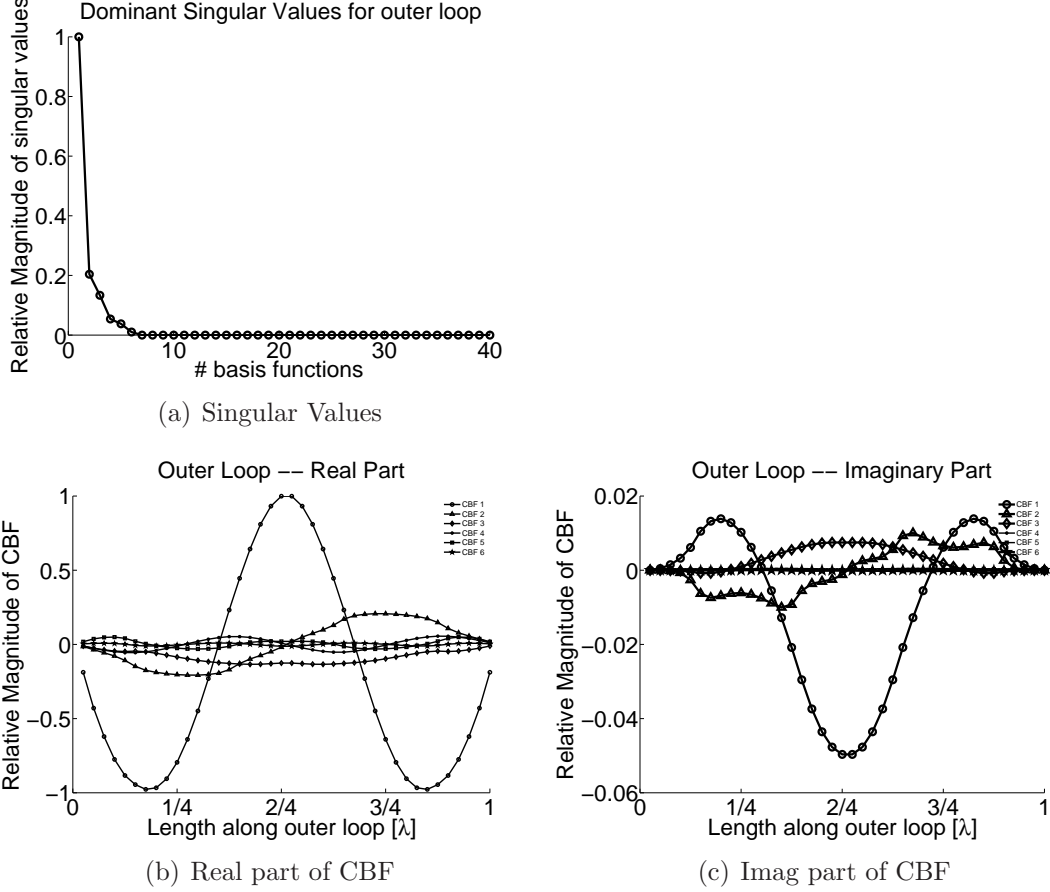 Dominant Singular Values for outer loop
Relative Magnitude of singular values
1
0.8
0.6
0.4
0.2
0
0
10
20
30
40
# basis functions
(a) Singular Values
Outer Loop −− Real Part
Relative Magnitude of CBF
1
0.5
0
−0.5
−1
0
1/4
2/4
3/4
1
CBF 1
CBF 2
CBF 3
CBF 4
CBF 5
CBF 6
Length along outer loop [λ]
(b) Real part of CBF
Outer Loop −− Imaginary Part
Relative Magnitude of CBF
0.02
0
−0.02
−0.04
−0.06
0
1/4
2/4
3/4
1
CBF 1
CBF 2
CBF 3
CBF 4
CBF 5
CBF 6
Length along outer loop [λ]
(c) Imag part of CBF